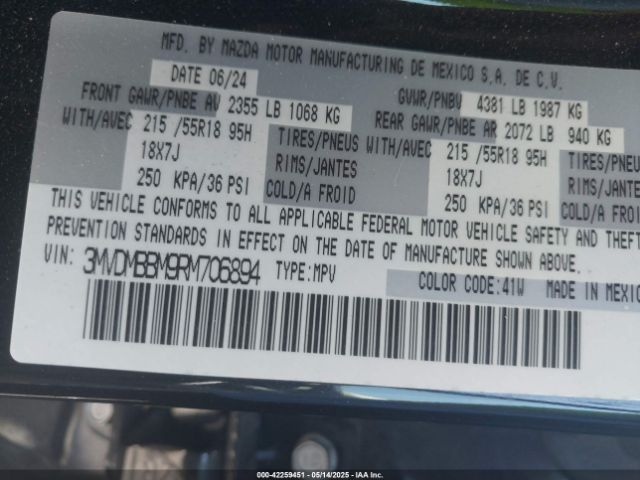 MFD. BY MAZDA MOTOR MANUFACTURING DE MEXICO S.A. DE C.V.
DATE 06/24
GVWR/PNBV 4381 LB 1987 KG
FRONT GAWR/PNBE AV 2355 LB 1068 KG
REAR GAWR/PNBE AR 2072 LB 940 KG
WITH/AVEC 215 /55R18 95H TIRES/PNEUS WITH/AVEC 215 /55R18 95H TIRES/
18X7J RIMS/JANTES 18X7J RIMS/
250 KPA/36 PSI COLD/A FROID 250 KPA/36 PSI COLD/A
THIS VEHICLE CONFORMS TO ALL APPLICABLE FEDERAL MOTOR VEHICLE SAFETY AND THEFT
PREVENTION STANDARDS IN EFFECT ON THE DATE OF MANUFACTURE SHOWN ABOVE.
VIN: 3MVDMBBM9RM706894 TYPE:MPV
COLOR CODE: 41W MADE IN MEXICO
000-42259451 - 05/14/2025 - IAAI, Inc.